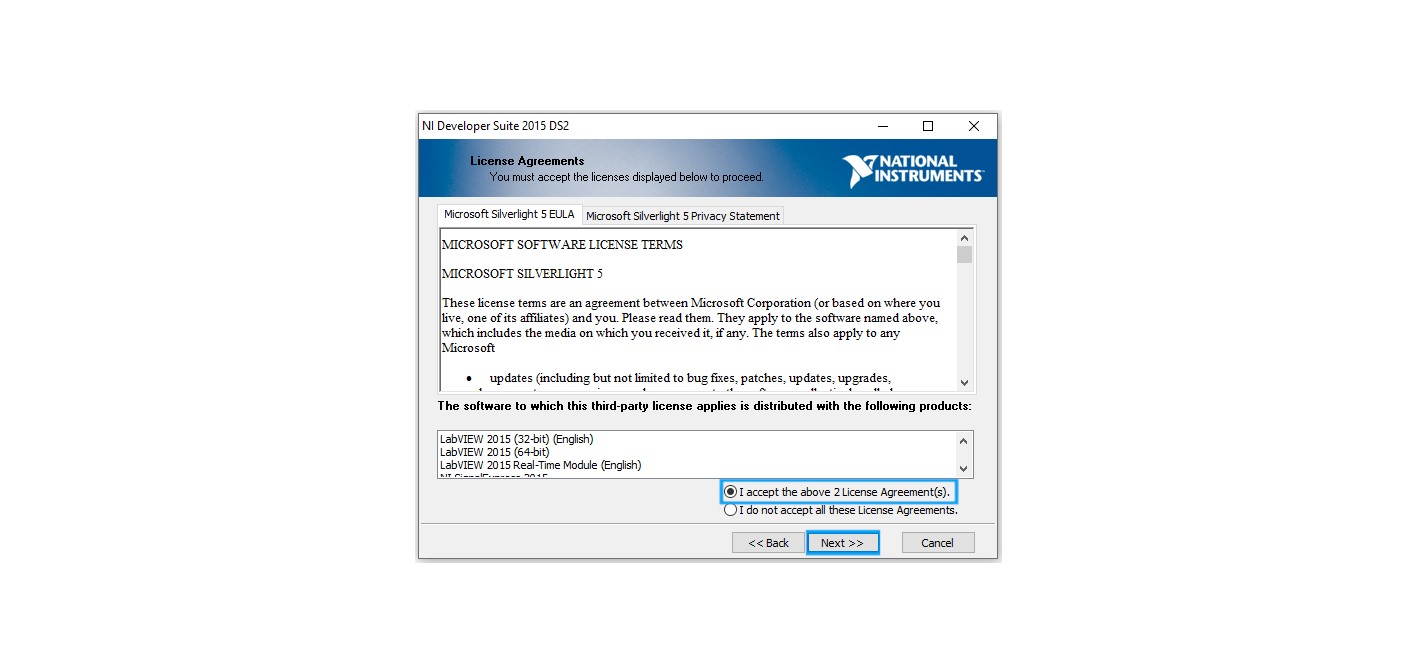 NI Developer Suite 2015 DS2
License Agreements
You must accept the licenses displayed below to proceed.
NATIONAL
INSTRUMENTS
Microsoft Silverlight 5 EULA
Microsoft Silverlight 5 Privacy Statement
MICROSOFT SOFTWARE LICENSE TERMS
MICROSOFT SILVERLIGHT 5
These license terms are an agreement between Microsoft Corporation (or based on where you
live, one of its affiliates) and you. Please read them. They apply to the software named above,
which includes the media on which you received it, if any. The terms also apply to any
Microsoft
• updates (including but not limited to bug fixes, patches, updates, upgrades,
The software to which this third-party license applies is distributed with the following products:
LabVIEW 2015 (32-bit) (English)
LabVIEW 2015 (64-bit)
LabVIEW 2015 Real-Time Module (English)
NI SignalExpress 2015
I accept the above 2 License Agreement(s).
I do not accept all these License Agreements.
<< Back
Next >>
Cancel